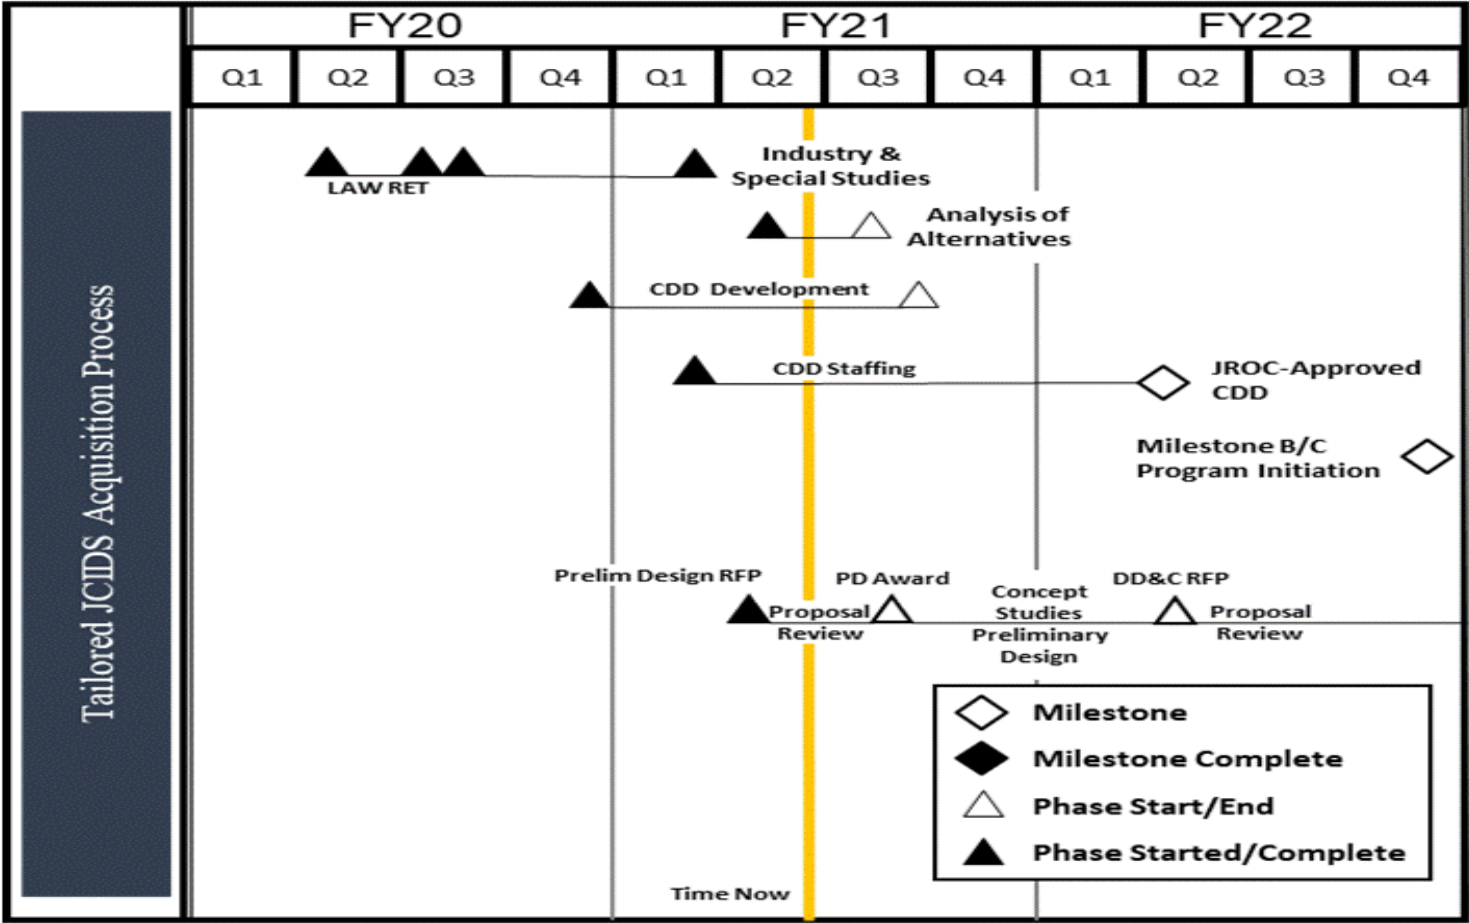 FY20 FY21 FY22
Q1 Q2 Q3 Q4 Q1 Q2 Q3 Q4 Q1 Q2 Q3 Q4
Tailored JCIDS Acquisition Process
LAW RET
Industry &
Special Studies
Analysis of
Alternatives
CDD Development
CDD Staffing
JROC-Approved
CDD
Milestone B/C
Program Initiation
Prelim Design RFP
Proposal
Review
PD Award
Concept
Studies
Preliminary
Design
DD&C RFP
Proposal
Review
Milestone
Milestone Complete
Phase Start/End
Phase Started/Complete
Time Now